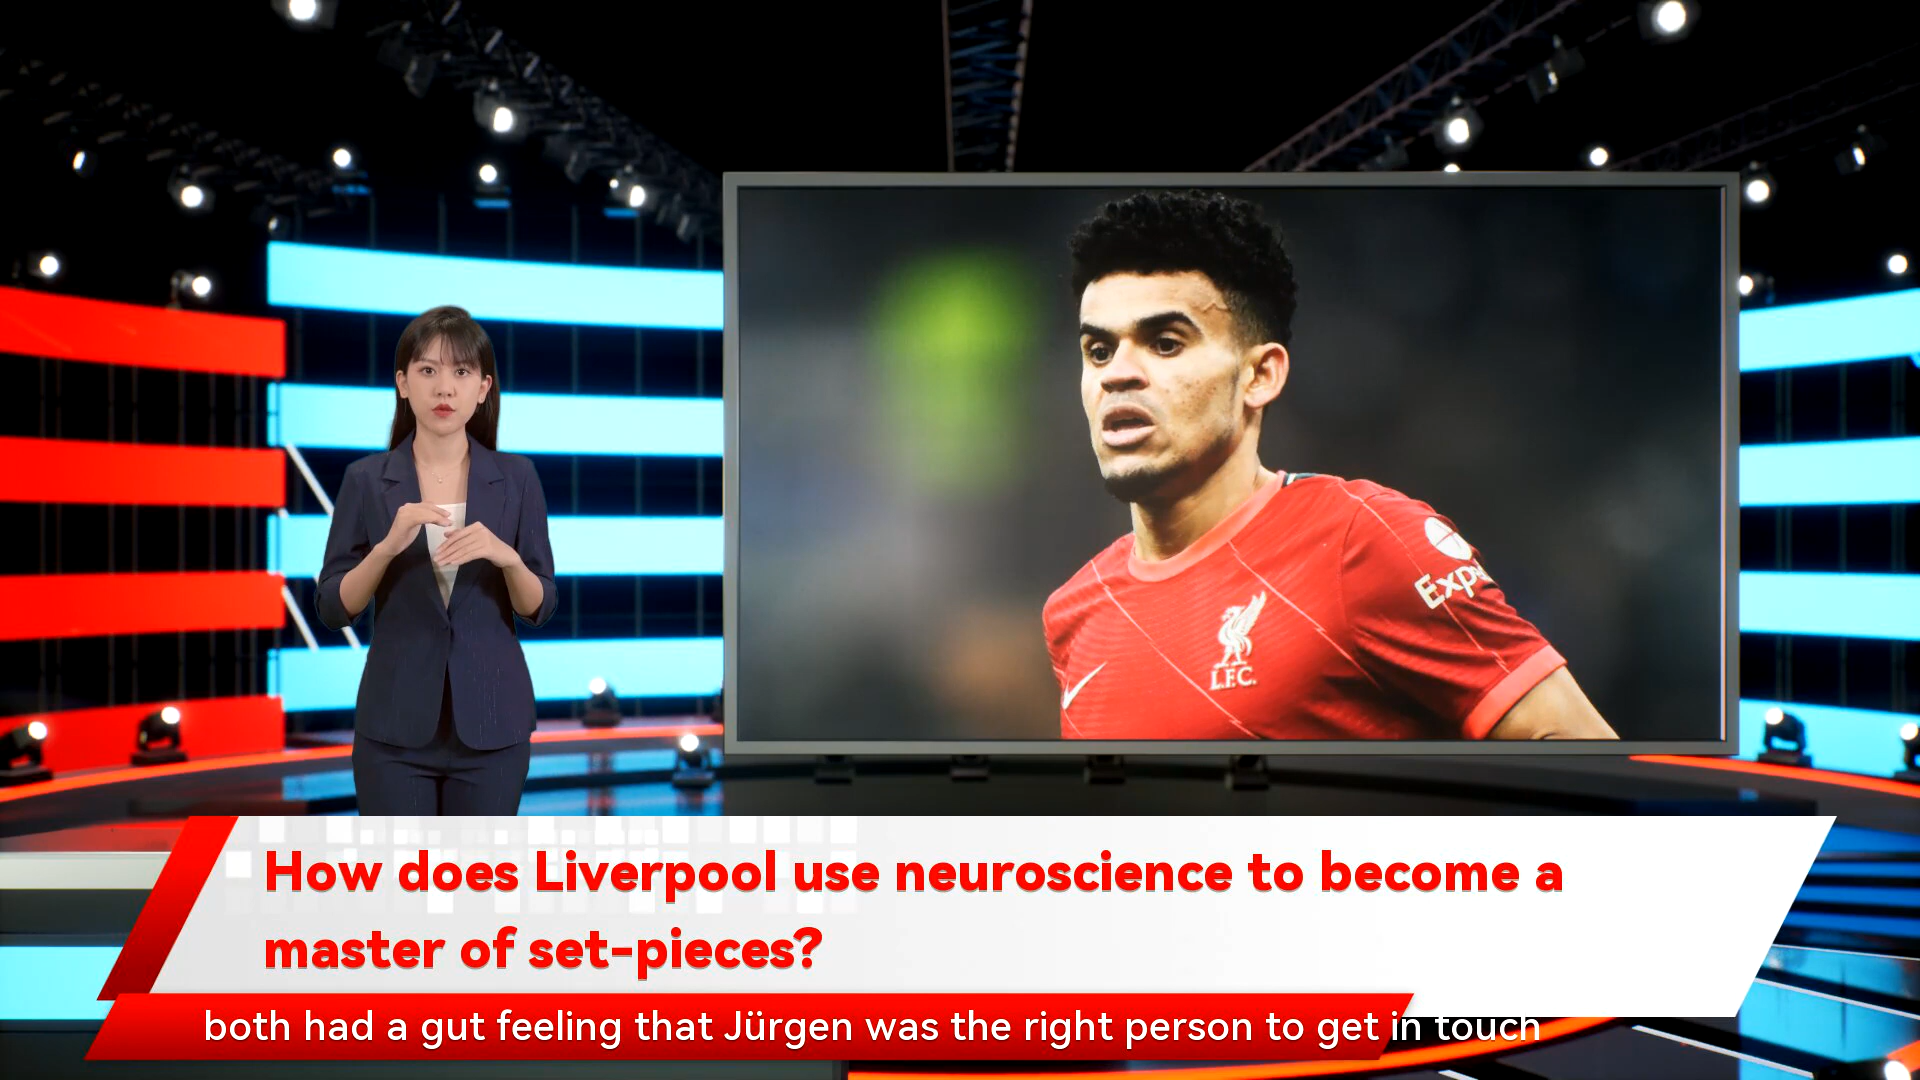 Exp
L.F.C.
How does Liverpool use neuroscience to become a
master of set-pieces?
both had a gut feeling that Jürgen was the right person to get in touch